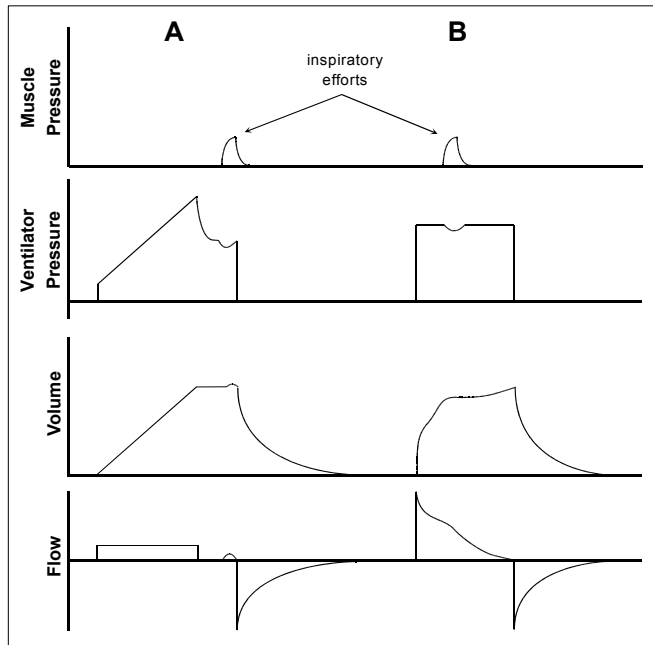 A
B
inspiratory
efforts
Muscle
Pressure
Ventilator
Pressure
Volume
Flow